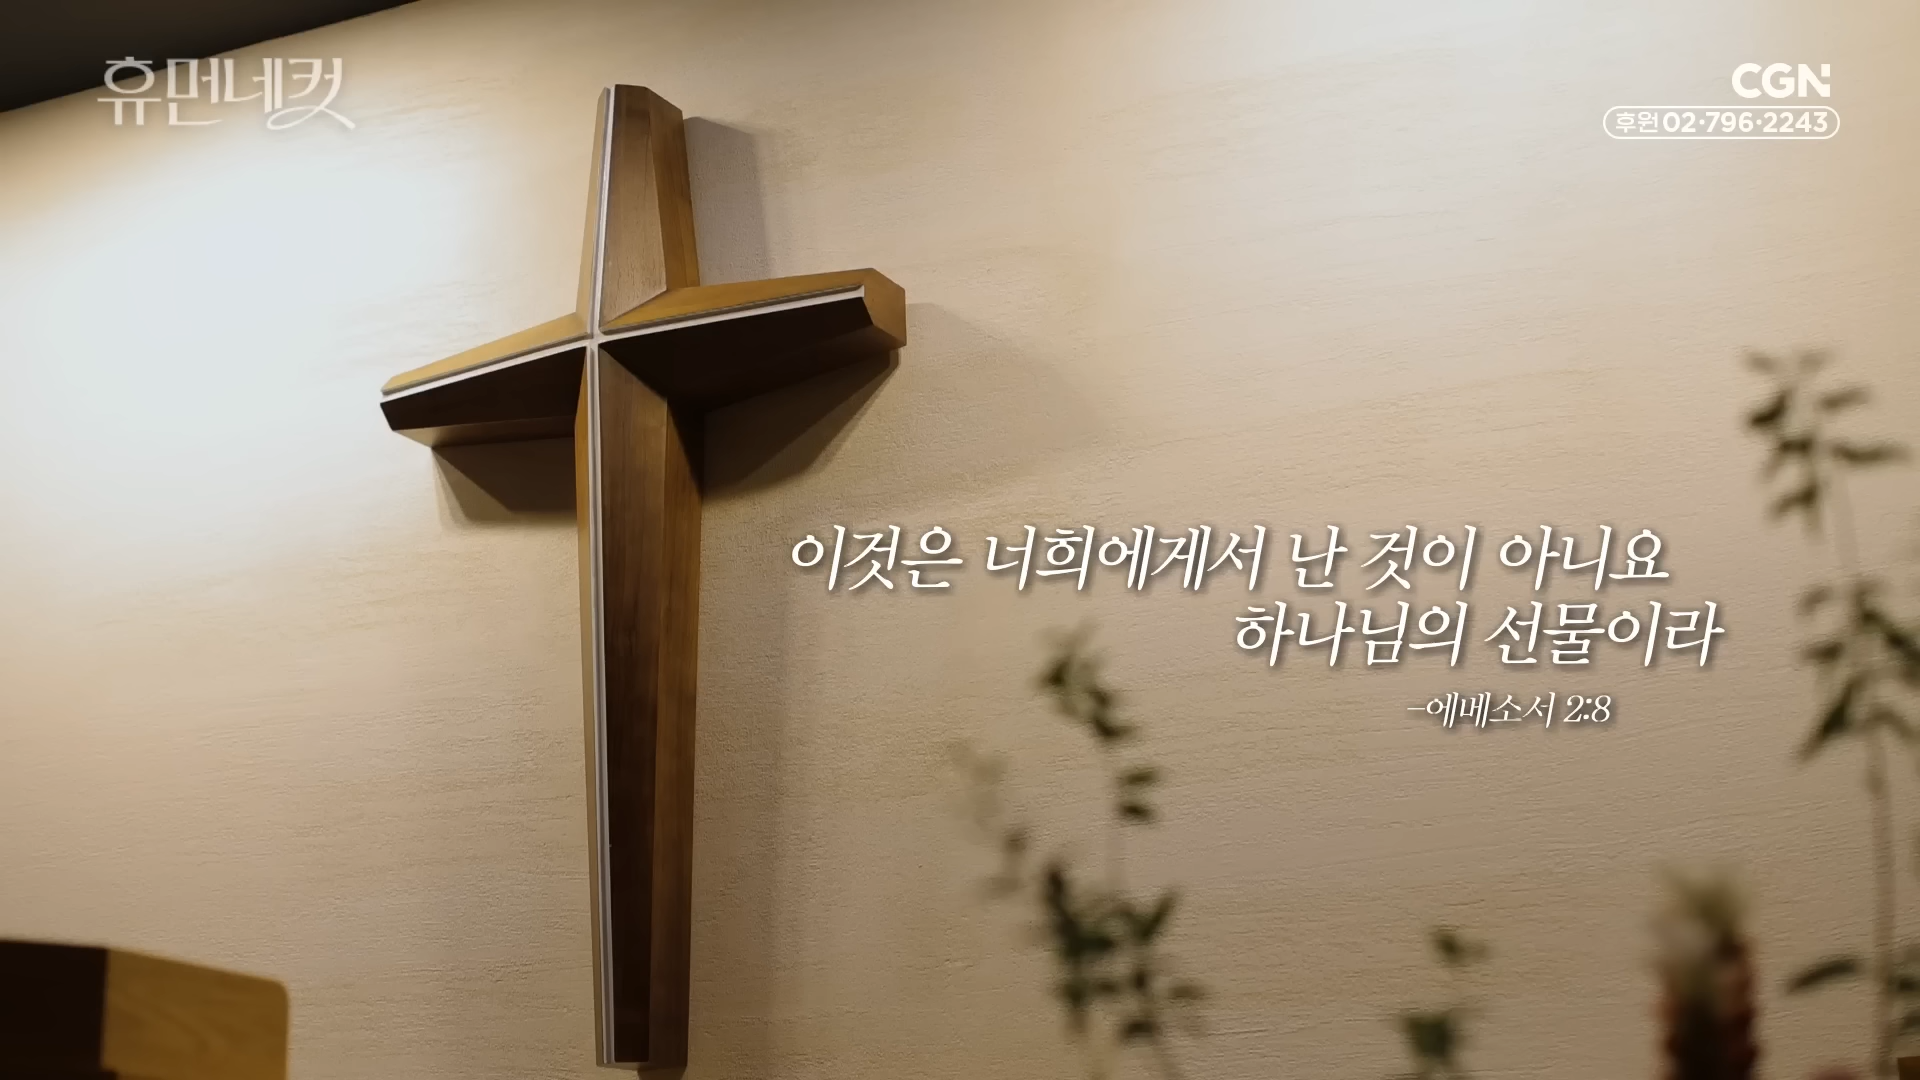 휴먼네컷
CGN
후원 02·796·2243
이것은 너희에게서 난 것이 아니요
하나님의 선물이라
-에메소서 2:8